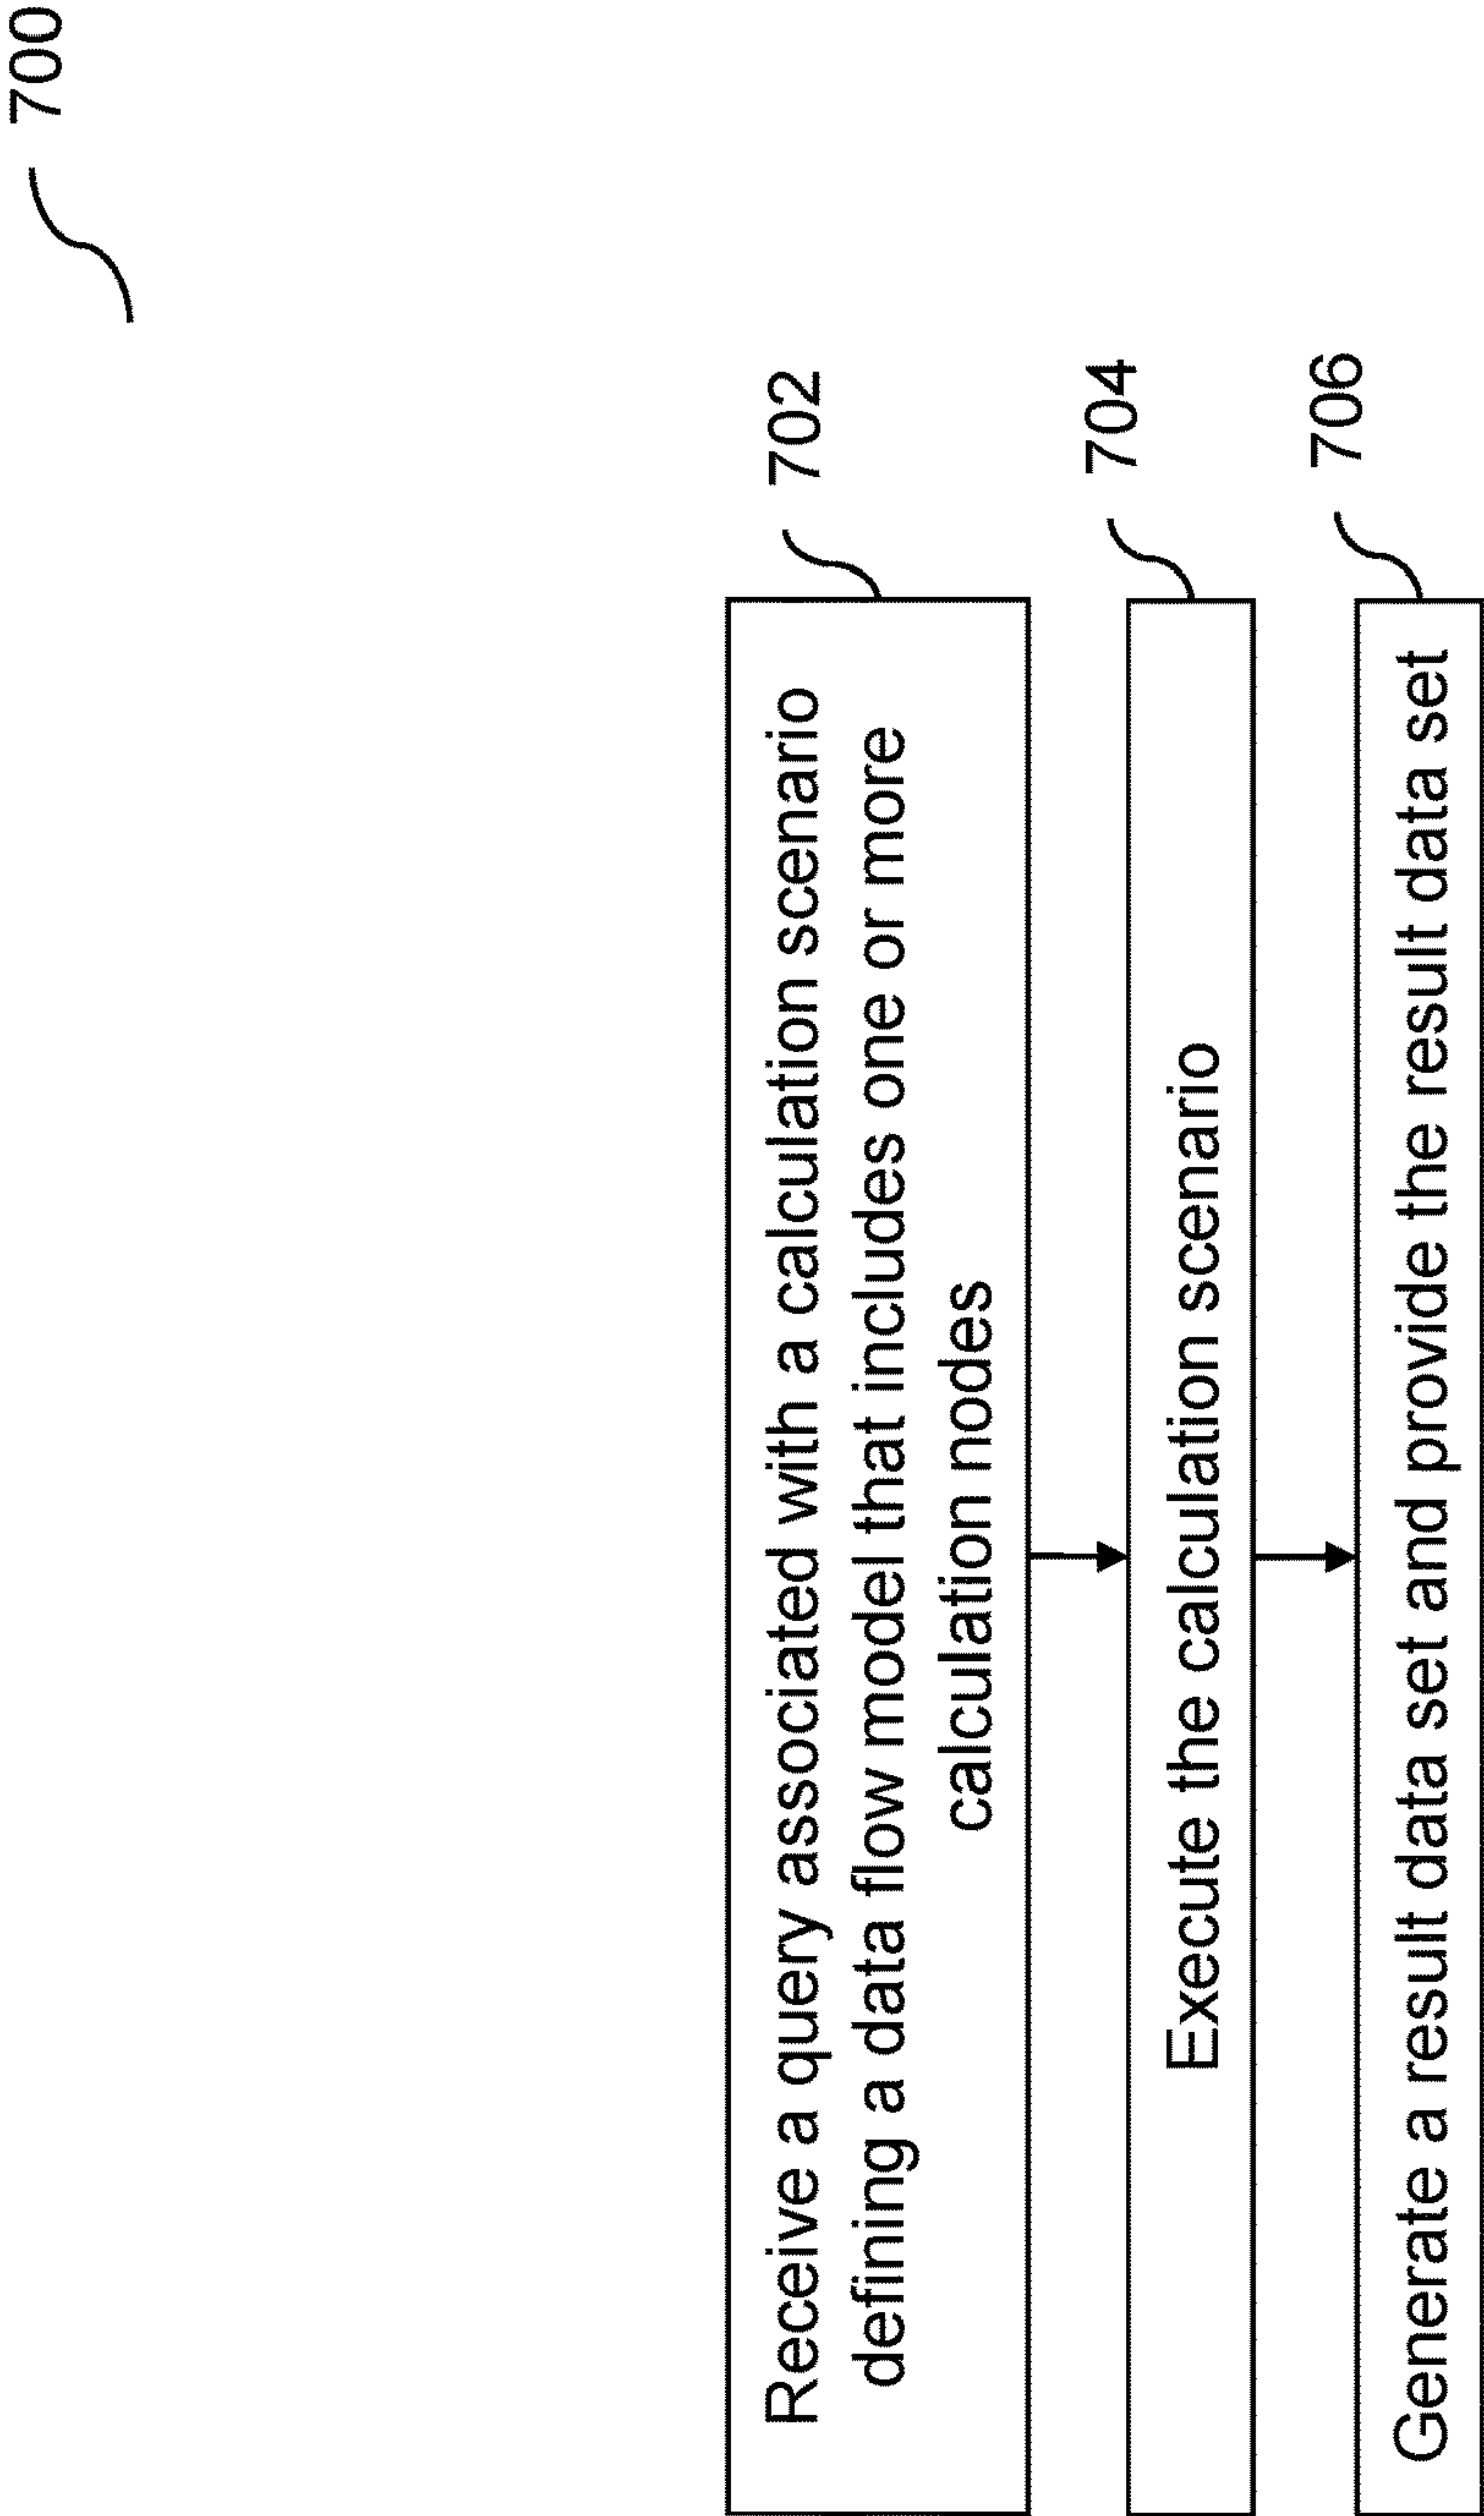 700
Receive a query associated with a calculation scenario
defining a data flow model that includes one or more
calculation nodes
702
Execute the calculation scenario
704
Generate a result data set and provide the result data set
706